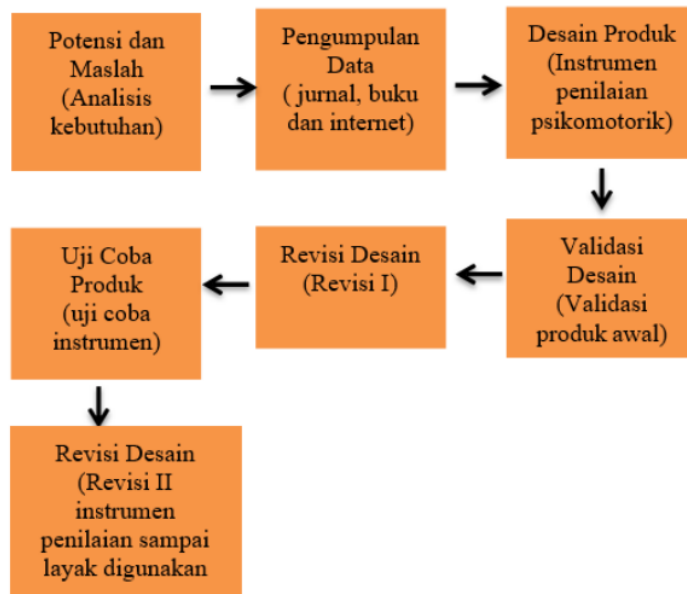 Potensi dan
Maslah
(Analisis
kebutuhan)
Pengumpulan
Data
( jurnal, buku
dan internet)
Desain Produk
(Instrumen
penilaian
psikomotorik)
Validasi
Desain
(Validasi
produk awal)
Revisi Desain
(Revisi I)
Uji Coba
Produk
(uji coba
instrumen)
Revisi Desain
(Revisi II
instrumen
penilaian sampai
layak digunakan